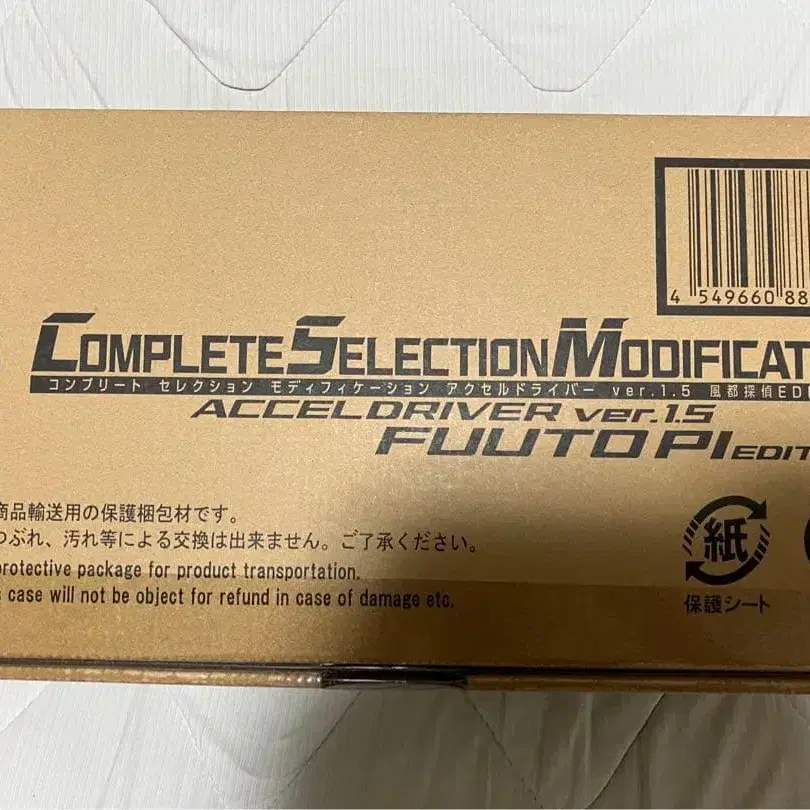 4 549660 88
COMPLETE SELECTION MODIFICAT
コンプリート セレクション モディフィケーション アクセルドライバー ver.1.5 風都探偵ED
ACCELDRIVER ver.1.5
FUUTO PI EDIT
商品輸送用の保護梱包材です。
つぶれ、汚れ等による交換は出来ません。ご了承ください。
protective package for product transportation.
case will not be object for refund in case of damage etc.
紙
保護シート